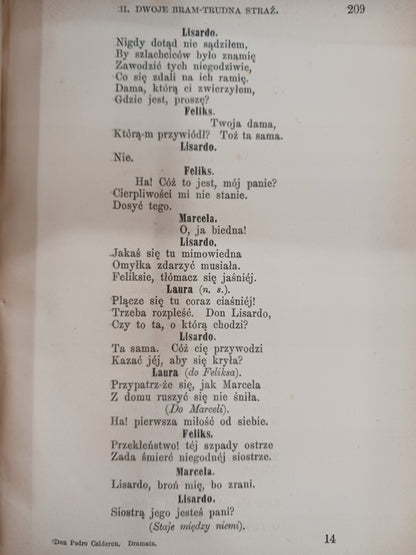 II. DWOJE BRAM-TRUDNA STRAŻ. 209
Lisardo.
Nigdy dotąd nie sądziłem,
By szlacheiców było znamię
Zawodzić tych niegodziwie,
Co się zdali na ich ramię.
Dama, którą ci zwierzyłem,
Gdzie jest, proszę?
Feliks.
Twoja dama,
Którą-m przywiódł? Toż ta sama.
Lisardo.
Nie.
Feliks.
Ha! Cóż to jest, mój panie?
Cierpliwości mi nie stanie.
Dosyć tego.
Marcela.
O, ja biedna!
Lisardo.
Jakaś się tu mimowiedna
Omyłka zdarzyć musiała.
Feliksie, tłómacz się jaśniéj.
Laura (n. s.).
Plącze się tu coraz ciaśniéj!
Trzeba rozpleść. Don Lisardo,
Czy to ta, o którą chodzi?
Lisardo.
Ta sama. Cóż cię przywodzi
Kazać jéj, aby się kryła?
Laura (do Feliksa).
Przypatrz-że się, jak Marcela
Z domu ruszyć się nie śniła.
(Do Marceli).
Ha! pierwsza miłość od siebie.
Feliks.
Przekleństwo! téj szpady ostrze
Zada śmierć niegodnéj siostrze.
Marcela.
Lisardo, broń mię, bo zrani.
Lisardo.
Siostrą jego jesteś pani?
(Staje między niemi).
Don Pedro Calderon. Dramata. 14